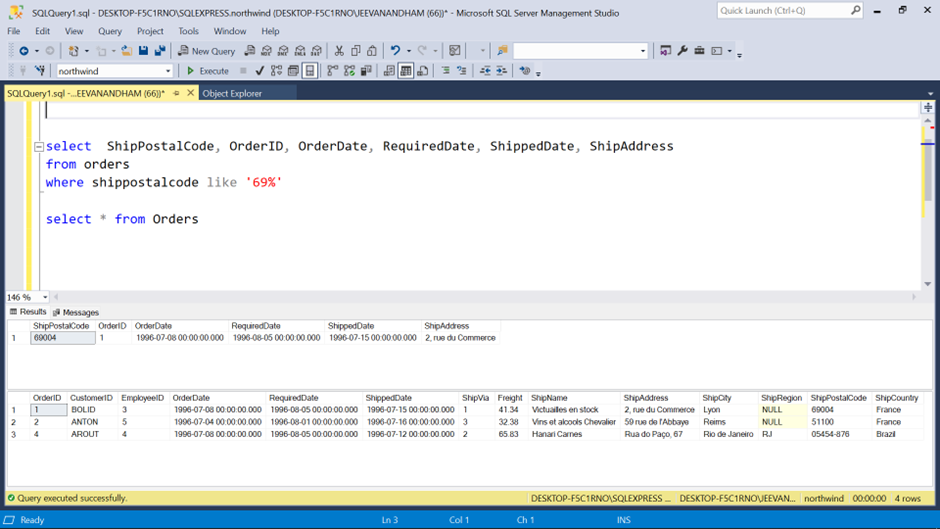 SQLQuery1.sql - DESKTOP-F5C1RNO\SQLEXPRESS.northwind (DESKTOP-F5C1RNO\JEEVANANDHAM (66))* - Microsoft SQL Server Management Studio
Quick Launch (Ctrl+Q)
File Edit View Query Project Tools Window Help
New Query
northwind Execute
SQLQuery1.sql -...EEVANANDHAM (66))* Object Explorer
select ShipPostalCode, OrderID, OrderDate, RequiredDate, ShippedDate, ShipAddress
from orders
where shippostalcode like '69%'
select * from Orders
146 %
Results Messages
ShipPostalCode OrderID OrderDate RequiredDate ShippedDate ShipAddress
1 69004 1 1996-07-08 00:00:00.000 1996-08-05 00:00:00.000 1996-07-15 00:00:00.000 2, rue du Commerce
OrderID CustomerID EmployeeID OrderDate RequiredDate ShippedDate ShipVia Freight ShipName ShipAddress ShipCity ShipRegion ShipPostalCode ShipCountry
1 1 BOLID 3 1996-07-08 00:00:00.000 1996-08-05 00:00:00.000 1996-07-15 00:00:00.000 1 41.34 Victuailles en stock 2, rue du Commerce Lyon NULL 69004 France
2 2 ANTON 5 1996-07-04 00:00:00.000 1996-08-01 00:00:00.000 1996-07-16 00:00:00.000 3 32.38 Vins et alcools Chevalier 59 rue de l'Abbaye Reims NULL 51100 France
3 4 AROUT 4 1996-07-08 00:00:00.000 1996-08-05 00:00:00.000 1996-07-12 00:00:00.000 2 65.83 Hanari Carnes Rua do Paço, 67 Rio de Janeiro RJ 05454-876 Brazil
Query executed successfully. DESKTOP-F5C1RNO\SQLEXPRESS ... DESKTOP-F5C1RNO\JEEVAN... northwind 00:00:00 4 rows
Ready Ln 3 Col 1 Ch 1 INS